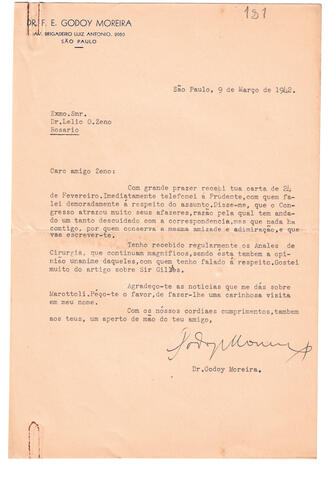 181
DR. F. E. GODOY MOREIRA
AV. BRIGADEIRO LUIZ ANTONIO, 2050
SÃO PAULO
São Paulo, 9 de Março de 1942.
Exmo.Snr.
Dr.Lelio O.Zeno
Rosario
Caro amigo Zeno:
Com grande prazer recebi tua carta de 24
de Fevereiro.Imediatamente telefonei a Prudente,com quem fa
lei demoradamente á respeito do assunto.Disse-me, que o Con-
gresso atrazou muito seus afazeres,razão pela qual tem anda-
do um tanto descuidado com a correspondencia,mas que nada ha
comtigo, por quem conserva a mesma amizade e admiração,e que
vae escrever-te.
Tenho recebido regularmente os Anales de
Cirurgia, que continuam magnificos,sendo esta tambem a opi-
nião unanime daqueles,com quem tenho falado á respeito.Gostei
muito do artigo sobre Sir Gillies.
Agradeço-te as noticias que me dás sobre
Marottoli.Péço-te o favor,de fazer-lhe uma carinhosa visita
em meu nome.
Com os nóssos cordiaes cumprimentos,tambem
aos teus, um aperto de mão do teu amigo,
Godoy Moreira
Dr.Godoy Moreira.